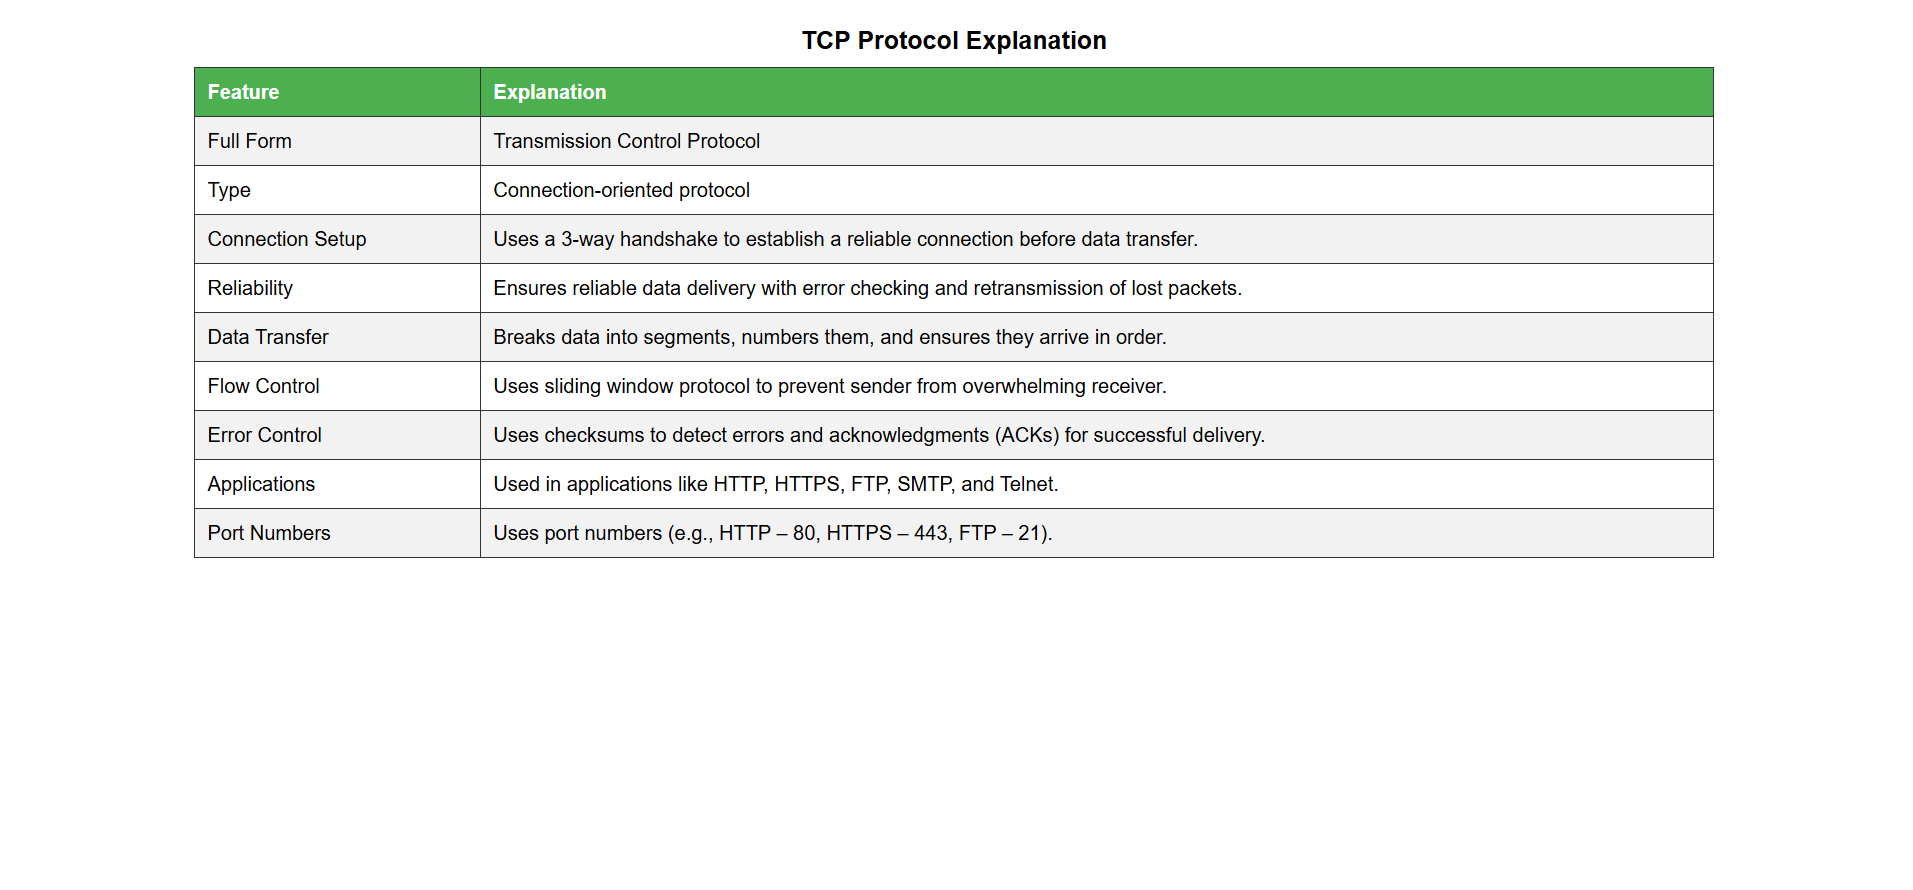 TCP Protocol Explanation
Feature Explanation
Full Form Transmission Control Protocol
Type Connection-oriented protocol
Connection Setup Uses a 3-way handshake to establish a reliable connection before data transfer.
Reliability Ensures reliable data delivery with error checking and retransmission of lost packets.
Data Transfer Breaks data into segments, numbers them, and ensures they arrive in order.
Flow Control Uses sliding window protocol to prevent sender from overwhelming receiver.
Error Control Uses checksums to detect errors and acknowledgments (ACKs) for successful delivery.
Applications Used in applications like HTTP, HTTPS, FTP, SMTP, and Telnet.
Port Numbers Uses port numbers (e.g., HTTP – 80, HTTPS – 443, FTP – 21).